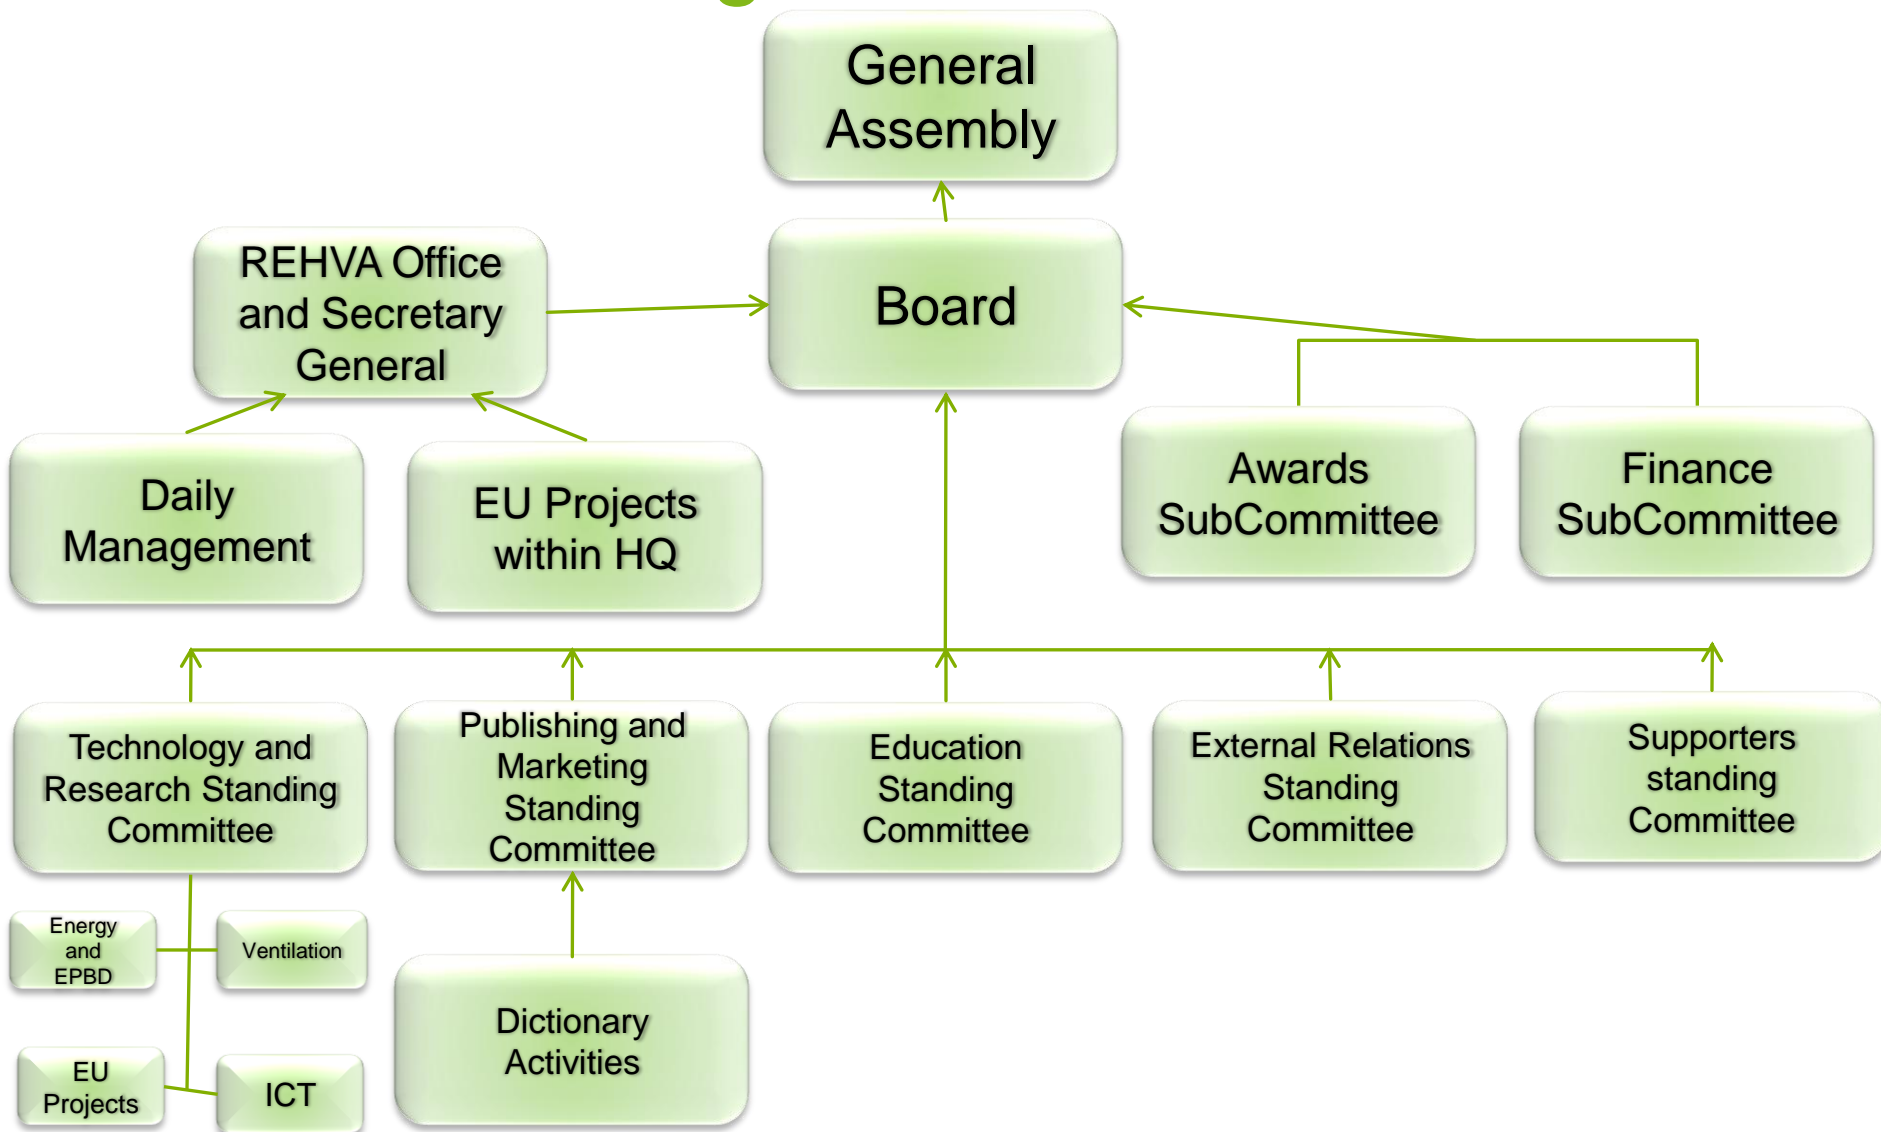 General
Assembly
REHVA Office
and Secretary
General
Board
Daily
Management
EU Projects
within HQ
Awards
SubCommittee
Finance
SubCommittee
Technology and
Research Standing
Committee
Publishing and
Marketing
Standing
Committee
Education
Standing
Committee
External Relations
Standing
Committee
Supporters
standing
Committee
Energy
and
EPBD
Ventilation
EU
Projects
ICT
Dictionary
Activities